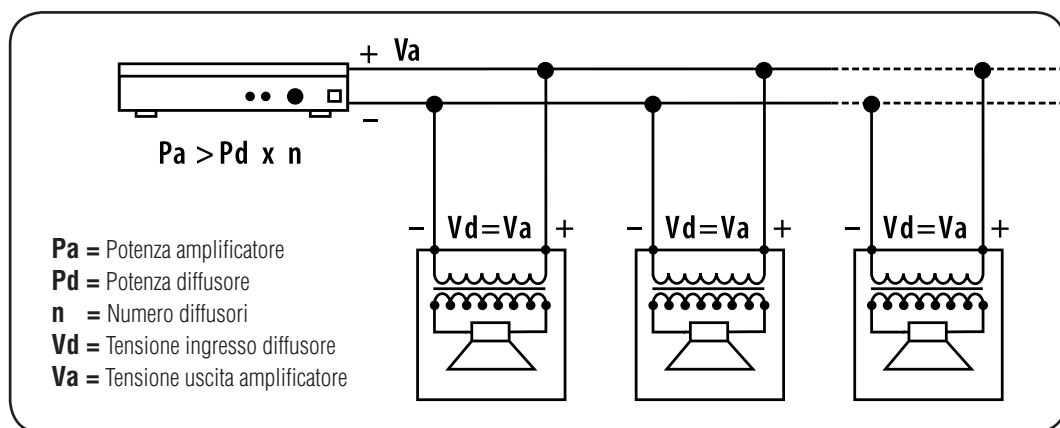 + Va
−
Pa > Pd x n
− Vd=Va +
− Vd=Va +
− Vd=Va +
Pa = Potenza amplificatore
Pd = Potenza diffusore
n = Numero diffusori
Vd = Tensione ingresso diffusore
Va = Tensione uscita amplificatore